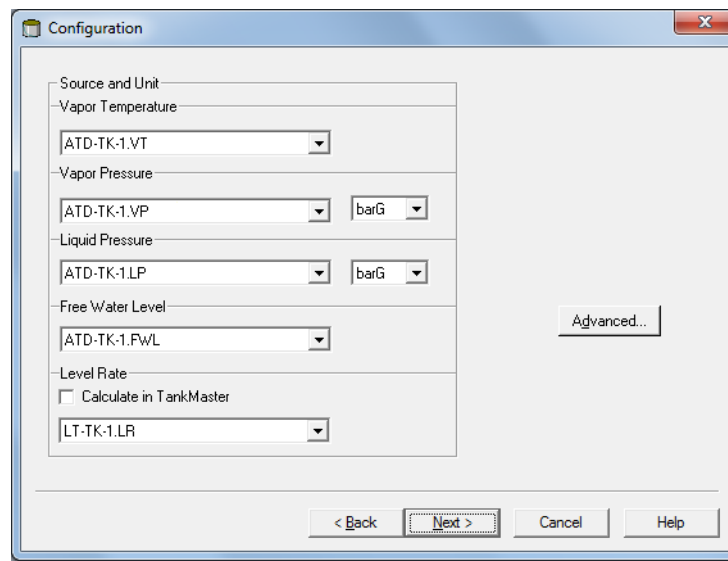 Configuration
Source and Unit
Vapor Temperature
ATD-TK-1.VT
Vapor Pressure
ATD-TK-1.VP barG
Liquid Pressure
ATD-TK-1.LP barG
Free Water Level
ATD-TK-1.FWL
Advanced...
Level Rate
Calculate in TankMaster
LT-TK-1.LR
< Back Next > Cancel Help